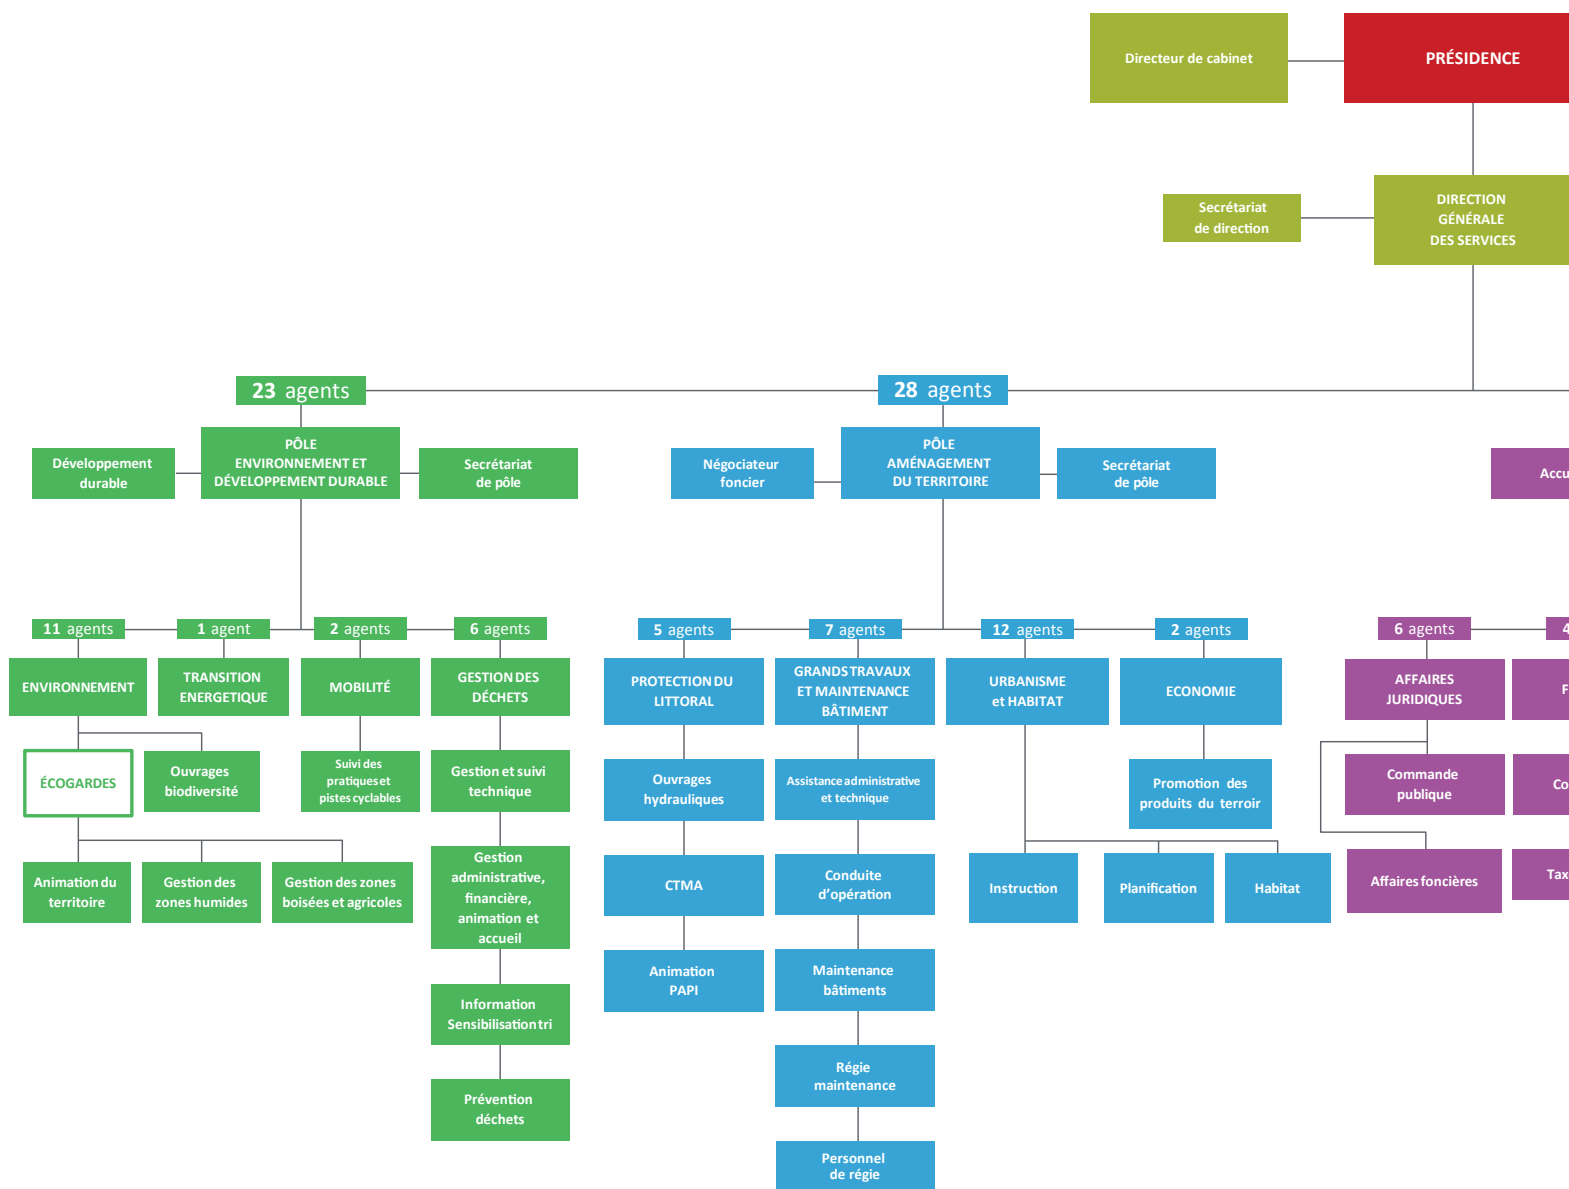 Directeur de cabinet
PRÉSIDENCE
Secrétariat
de direction
DIRECTION
GÉNÉRALE
DES SERVICES
23 agents
28 agents
Développement
durable
PÔLE
ENVIRONNEMENT ET
DÉVELOPPEMENT DURABLE
Secrétariat
de pôle
Négociateur
foncier
PÔLE
AMÉNAGEMENT
DU TERRITOIRE
Secrétariat
de pôle
Accu
11 agents
1 agent
2 agents
6 agents
5 agents
7 agents
12 agents
2 agents
6 agents
4
ENVIRONNEMENT
TRANSITION
ENERGETIQUE
MOBILITÉ
GESTION DES
DÉCHETS
PROTECTION DU
LITTORAL
GRANDS TRAVAUX
ET MAINTENANCE
BÂTIMENT
URBANISME
et HABITAT
ECONOMIE
AFFAIRES
JURIDIQUES
F
ÉCOGARDES
Ouvrages
biodiversité
Suivi des
pratiques et
pistes cyclables
Gestion et suivi
technique
Ouvrages
hydrauliques
Assistance administrative
et technique
Promotion des
produits du terroir
Commande
publique
Co
Animation du
territoire
Gestion des
zones humides
Gestion des zones
boisées et agricoles
Gestion
administrative,
financière,
animation et
accueil
CTMA
Conduite
d'opération
Instruction
Planification
Habitat
Affaires foncières
Tax
Animation
PAPI
Maintenance
bâtiments
Information
Sensibilisation tri
Régie
maintenance
Prévention
déchets
Personnel
de régie